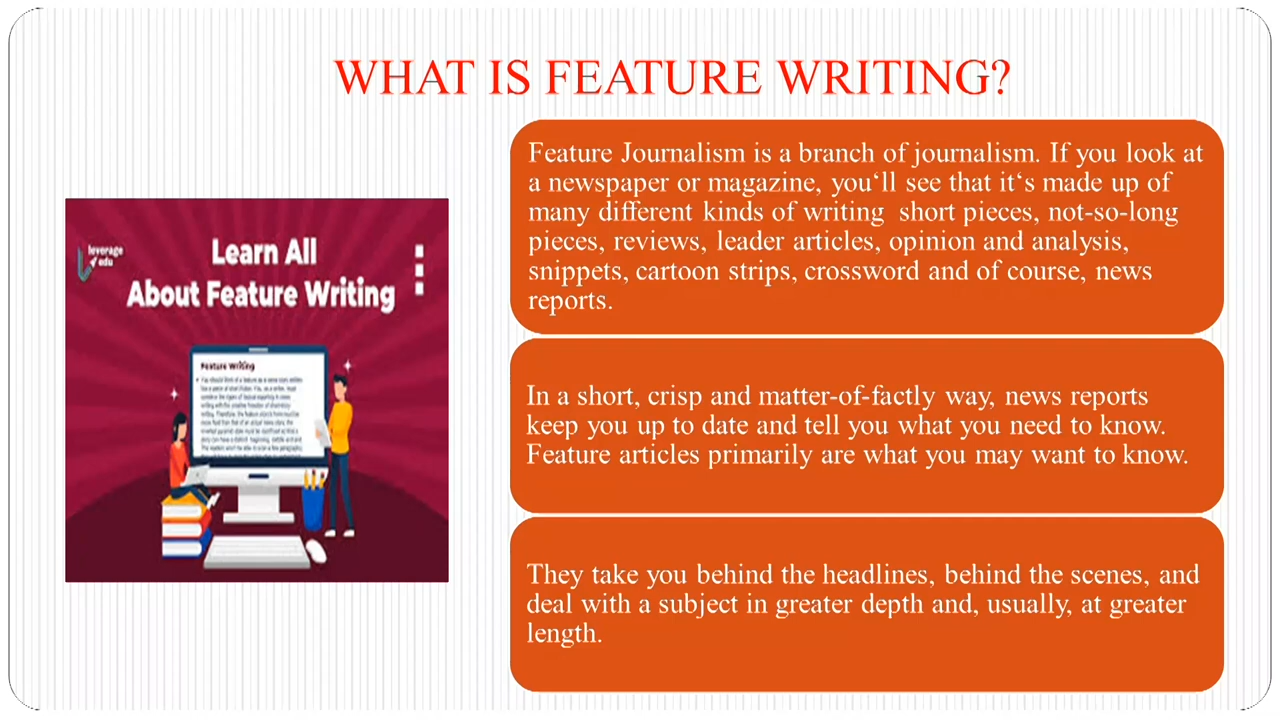 WHAT IS FEATURE WRITING?
leverage
edu
Learn All
About Feature Writing
Feature Writing
Feature Journalism is a branch of journalism. If you look at
a newspaper or magazine, you‘ll see that it‘s made up of
many different kinds of writing  short pieces, not-so-long
pieces, reviews, leader articles, opinion and analysis,
snippets, cartoon strips, crossword and of course, news
reports.
In a short, crisp and matter-of-factly way, news reports
keep you up to date and tell you what you need to know.
Feature articles primarily are what you may want to know.
They take you behind the headlines, behind the scenes, and
deal with a subject in greater depth and, usually, at greater
length.